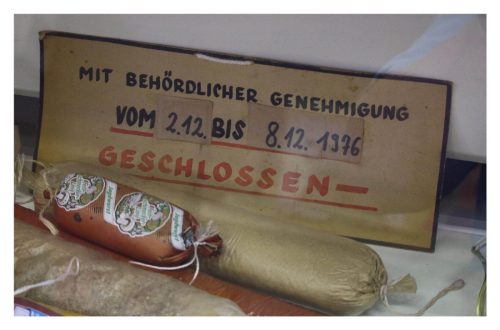 MIT BEHÖRDLICHER GENEHMIGUNG
VOM 2.12. BIS 8.12. 1976
GESCHLOSSEN